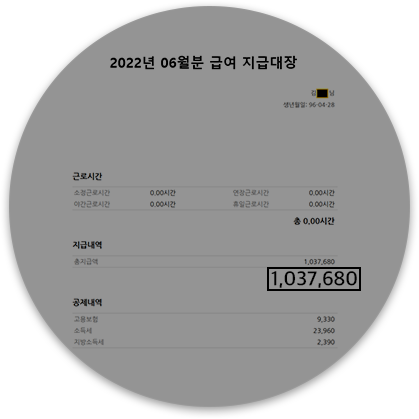 2022년 06월분 급여 지급대장
김 님
생년월일: 96-04-28
근로시간
소정근로시간 0.00시간 연장근로시간 0.00시간
야간근로시간 0.00시간 휴일근로시간 0.00시간
총 0.00시간
지급내역
총지급액 1,037,680
1,037,680
공제내역
고용보험 9,330
소득세 23,960
지방소득세 2,390